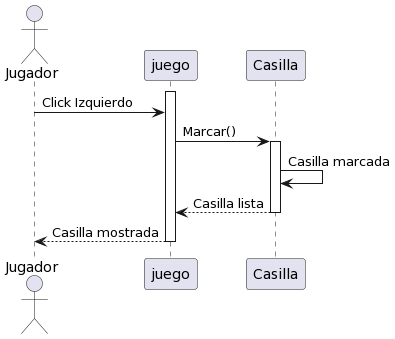 Jugador
juego
Casilla
Click Izquierdo
Marcar()
Casilla marcada
Casilla lista
Casilla mostrada
Jugador
juego
Casilla